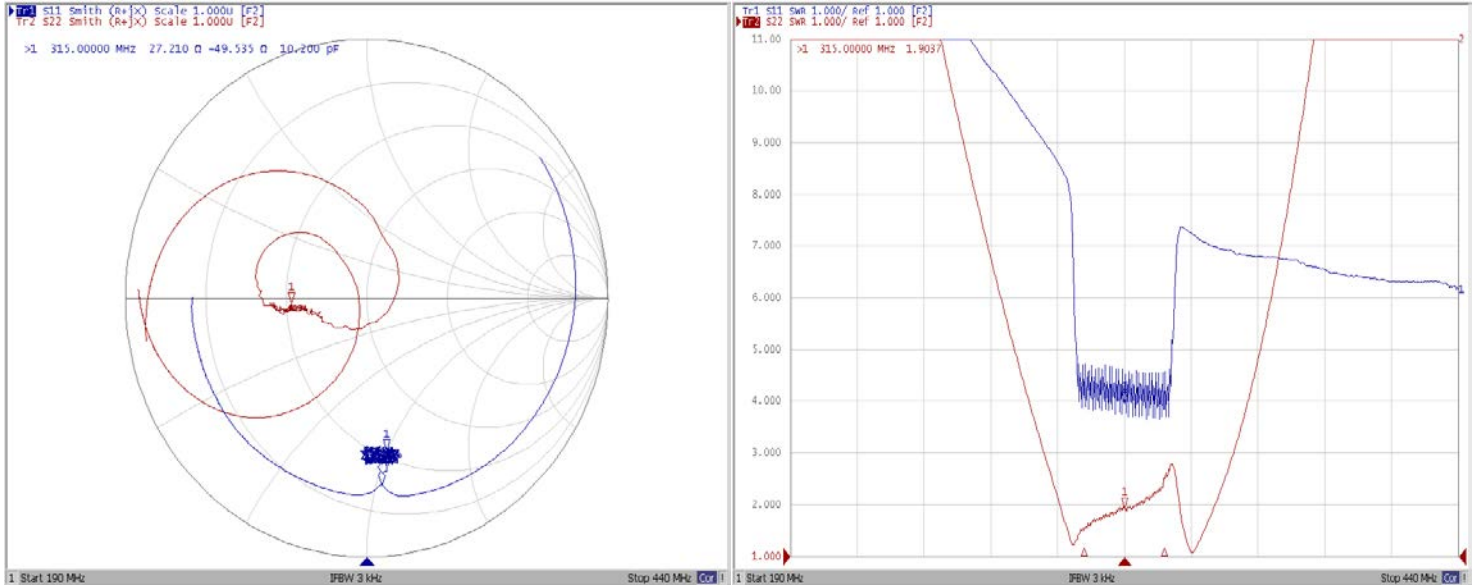 Tr1 S11 Smith (R+jX) Scale 1.000U [F2]
Tr2 S22 Smith (R+jX) Scale 1.000U [F2]
>1 315.00000 MHz 27.210 Ω -49.535 Ω 10.200 pF
1
1
1 Start 190 MHz IFBW 3 kHz Stop 440 MHz Cor !
Tr1 S11 SWR 1.000/ Ref 1.000 [F2]
Tr2 S22 SWR 1.000/ Ref 1.000 [F2]
>1 315.00000 MHz 1.9037
2
11.00
10.00
9.000
8.000
7.000
6.000
1
5.000
4.000
3.000
2.000
1
1.000
1 Start 190 MHz IFBW 3 kHz Stop 440 MHz Cor !